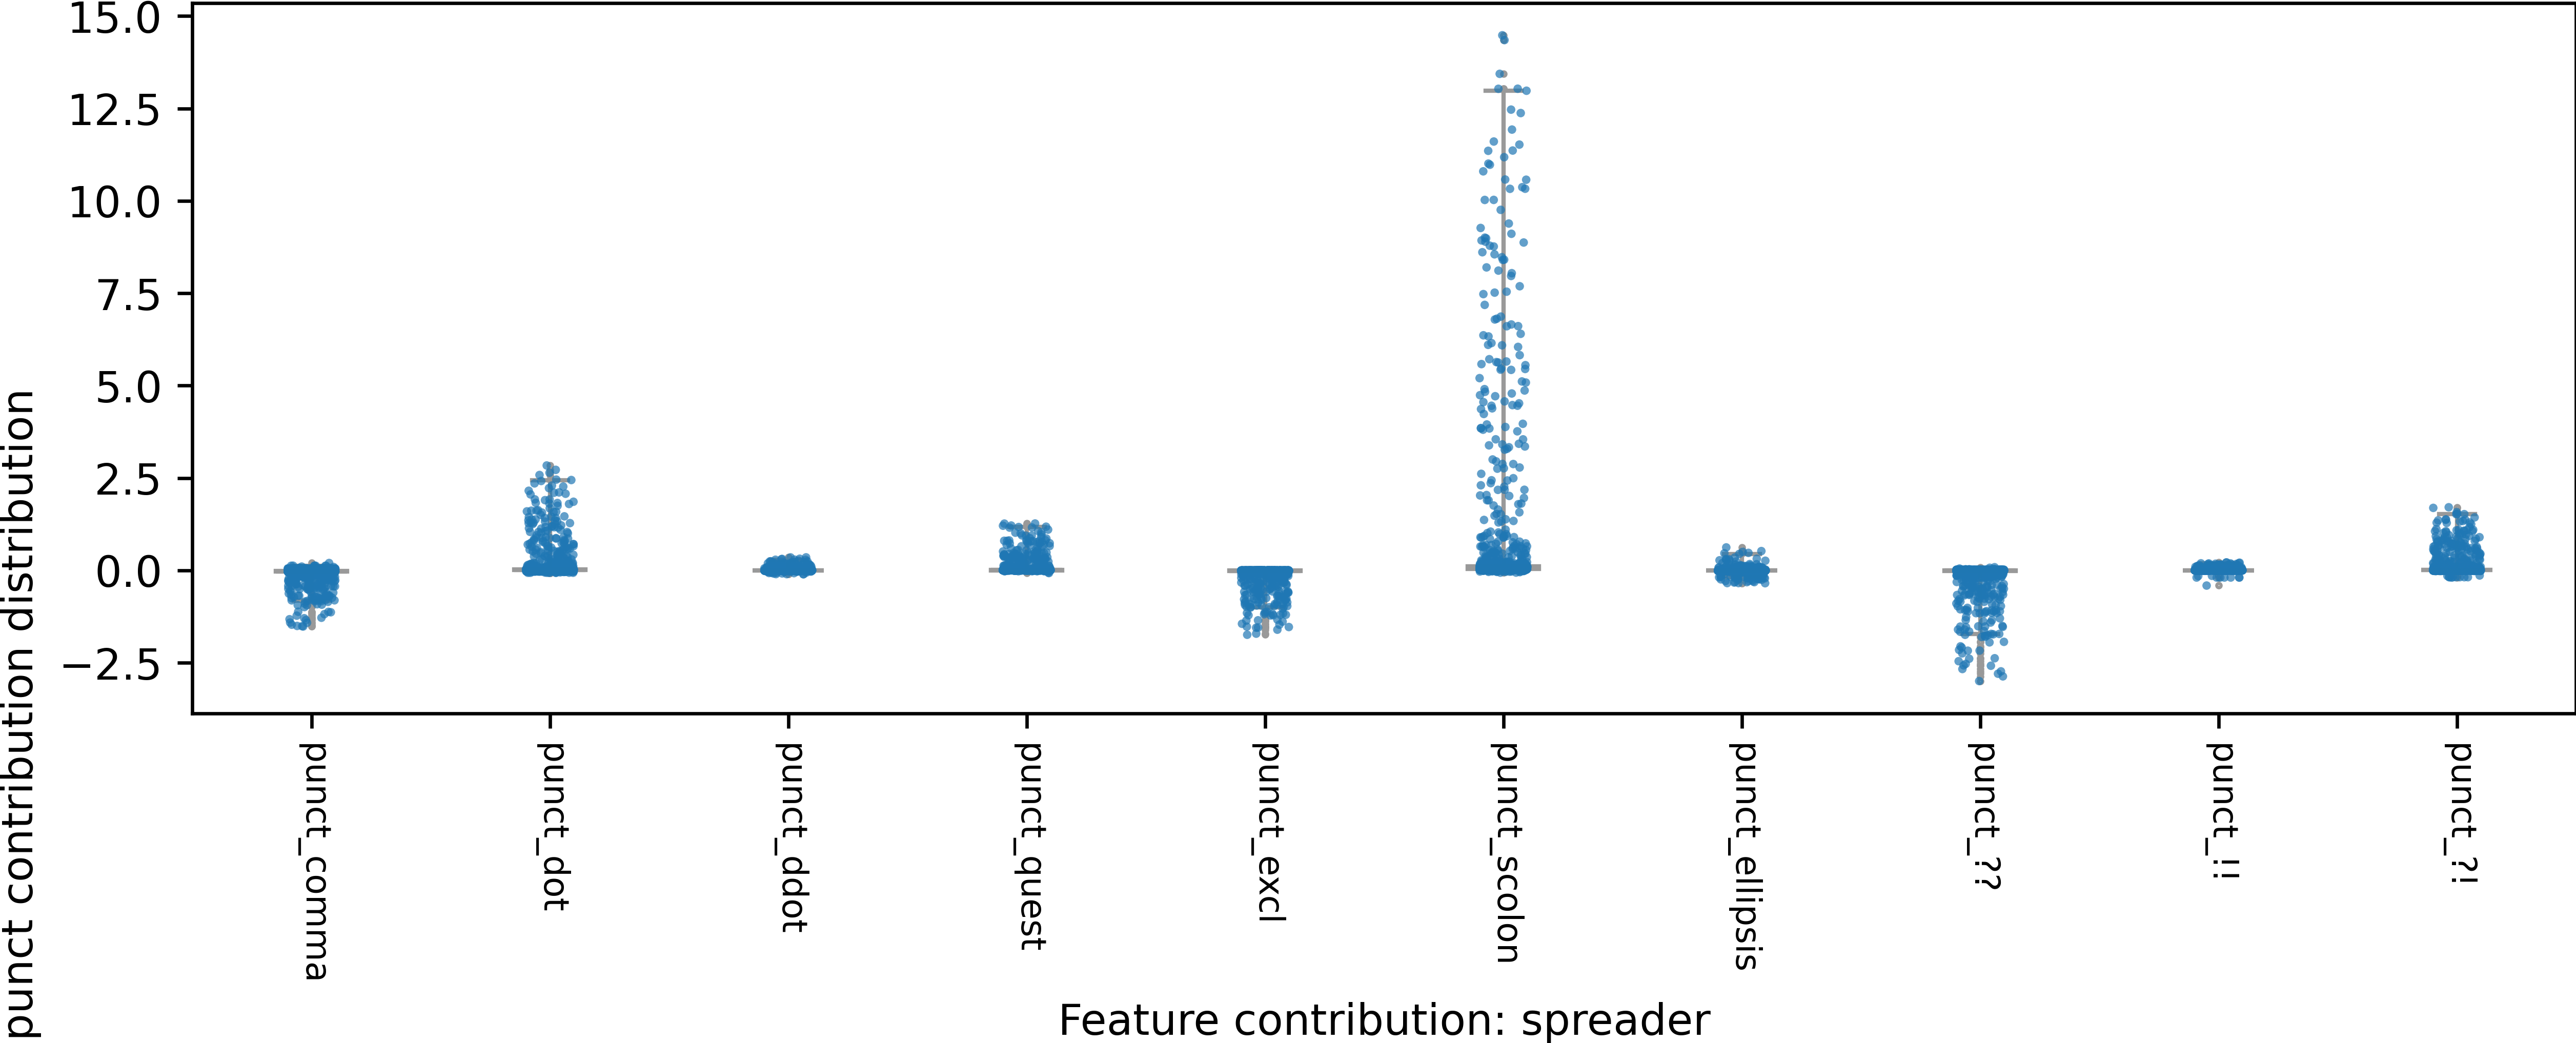 punct contribution distribution
15.0
12.5
10.0
7.5
5.0
2.5
0.0
−2.5
punct_comma
punct_dot
punct_ddot
punct_quest
punct_excl
punct_scolon
punct_ellipsis
punct_??
punct_!!
punct_?!
Feature contribution: spreader